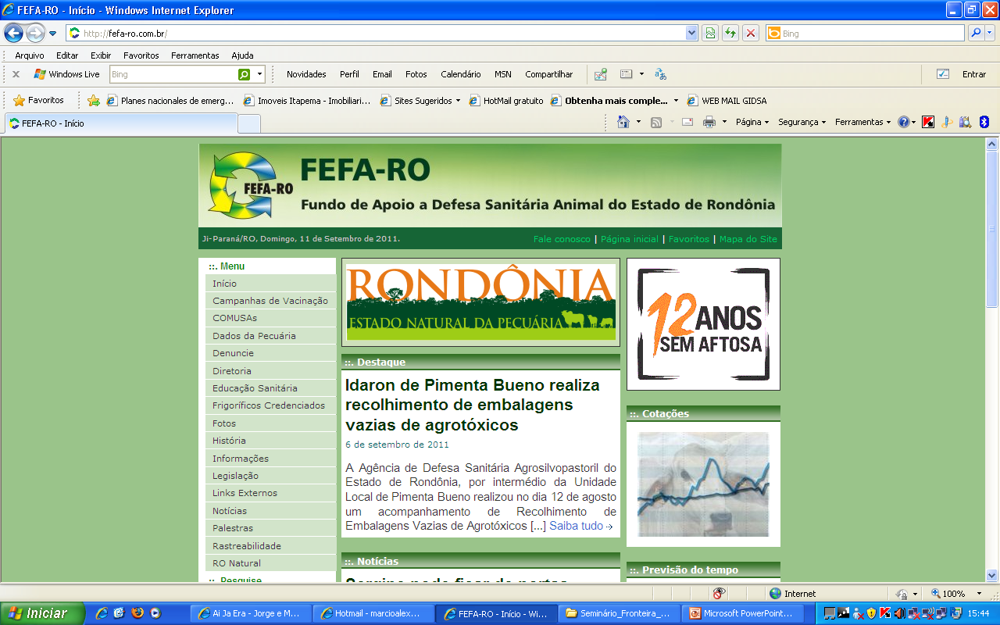 FEFA-RO - Início - Windows Internet Explorer
http://fefa-ro.com.br/
Bing
Arquivo Editar Exibir Favoritos Ferramentas Ajuda
Windows Live Bing Novidades Perfil Email Fotos Calendário MSN Compartilhar Entrar
Favoritos Planes nacionales de emerg... Imoveis Itapema - Imobiliari... Sites Sugeridos HotMail gratuito Obtenha mais comple... WEB MAIL GIDSA
FEFA-RO - Início Página Segurança Ferramentas
FEFA-RO
FEFA-RO
Fundo de Apoio a Defesa Sanitária Animal do Estado de Rondônia
Ji-Paraná/RO, Domingo, 11 de Setembro de 2011. Fale conosco | Página inicial | Favoritos | Mapa do Site
::. Menu
Início
Campanhas de Vacinação
COMUSAs
Dados da Pecuária
Denuncie
Diretoria
Educação Sanitária
Frigoríficos Credenciados
Fotos
História
Informações
Legislação
Links Externos
Notícias
Palestras
Rastreabilidade
RO Natural
::. Pesquise
RONDÔNIA
ESTADO NATURAL DA PECUÁRIA
::. Destaque
Idaron de Pimenta Bueno realiza
recolhimento de embalagens
vazias de agrotóxicos
6 de setembro de 2011
A Agência de Defesa Sanitária Agrosilvopastoril do
Estado de Rondônia, por intermédio da Unidade
Local de Pimenta Bueno realizou no dia 12 de agosto
um acompanhamento de Recolhimento de
Embalagens Vazias de Agrotóxicos [...] Saiba tudo
::. Notícias
12 ANOS
SEM AFTOSA
::. Cotações
::. Previsão do tempo
Internet 100%
Iniciar Ai Ja Era - Jorge e M... Hotmail - marcioalex... FEFA-RO - Início - Wi... Seminário_Fronteira_... Microsoft PowerPoint... 15:44